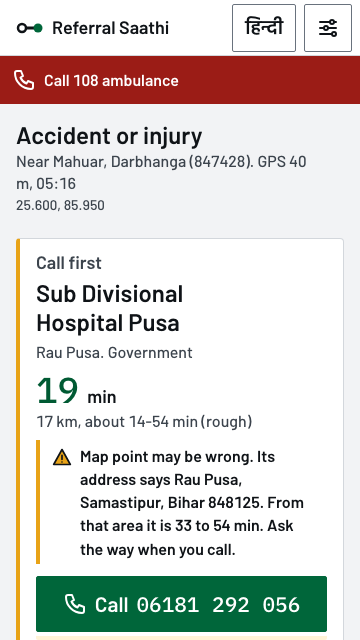 Referral Saathi
हिन्दी
Call 108 ambulance
Accident or injury
Near Mahuar, Darbhanga (847428). GPS 40
m, 05:16
25.600, 85.950
Call first
Sub Divisional
Hospital Pusa
Rau Pusa. Government
19 min
17 km, about 14-54 min (rough)
Map point may be wrong. Its
address says Rau Pusa,
Samastipur, Bihar 848125. From
that area it is 33 to 54 min. Ask
the way when you call.
Call 06181 292 056